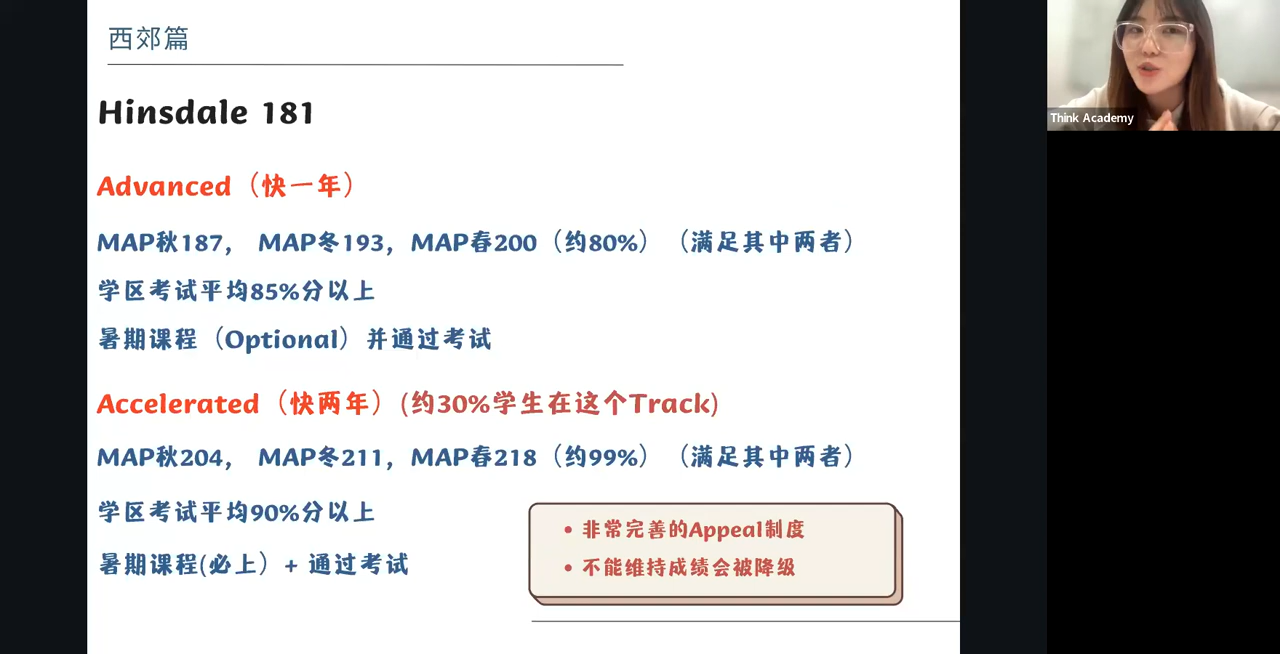 西郊篇
Hinsdale 181
Advanced（快一年）
MAP秋187， MAP冬193，MAP春200（约80%）（满足其中两者）
学区考试平均85%分以上
暑期课程（Optional）并通过考试
Accelerated（快两年）(约30%学生在这个Track)
MAP秋204， MAP冬211，MAP春218（约99%）（满足其中两者）
学区考试平均90%分以上
暑期课程(必上）+ 通过考试
• 非常完善的Appeal制度
• 不能维持成绩会被降级
Think Academy